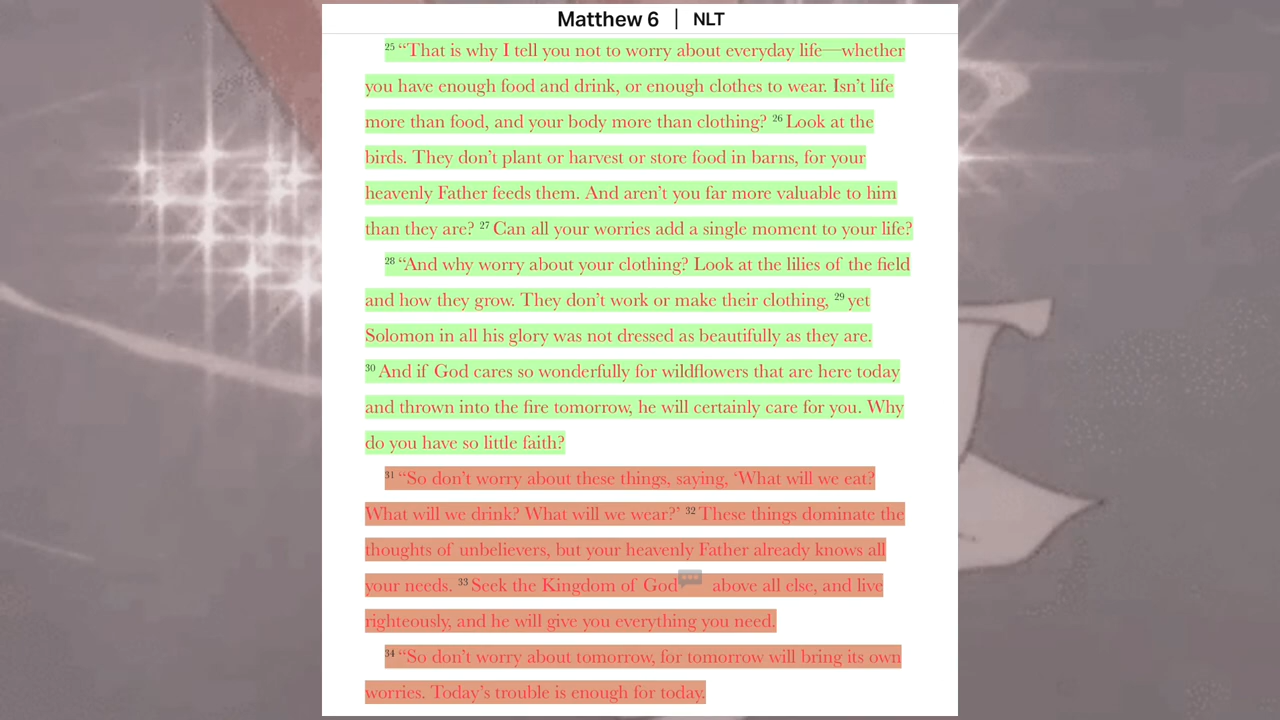 Matthew 6 | NLT
25 “That is why I tell you not to worry about everyday life—whether
you have enough food and drink, or enough clothes to wear. Isn’t life
more than food, and your body more than clothing? 26 Look at the
birds. They don’t plant or harvest or store food in barns, for your
heavenly Father feeds them. And aren’t you far more valuable to him
than they are? 27 Can all your worries add a single moment to your life?
28 “And why worry about your clothing? Look at the lilies of the field
and how they grow. They don’t work or make their clothing, 29 yet
Solomon in all his glory was not dressed as beautifully as they are.
30 And if God cares so wonderfully for wildflowers that are here today
and thrown into the fire tomorrow, he will certainly care for you. Why
do you have so little faith?
31 “So don’t worry about these things, saying, ‘What will we eat?
What will we drink? What will we wear?’ 32 These things dominate the
thoughts of unbelievers, but your heavenly Father already knows all
your needs. 33 Seek the Kingdom of God above all else, and live
righteously, and he will give you everything you need.
34 “So don’t worry about tomorrow, for tomorrow will bring its own
worries. Today’s trouble is enough for today.